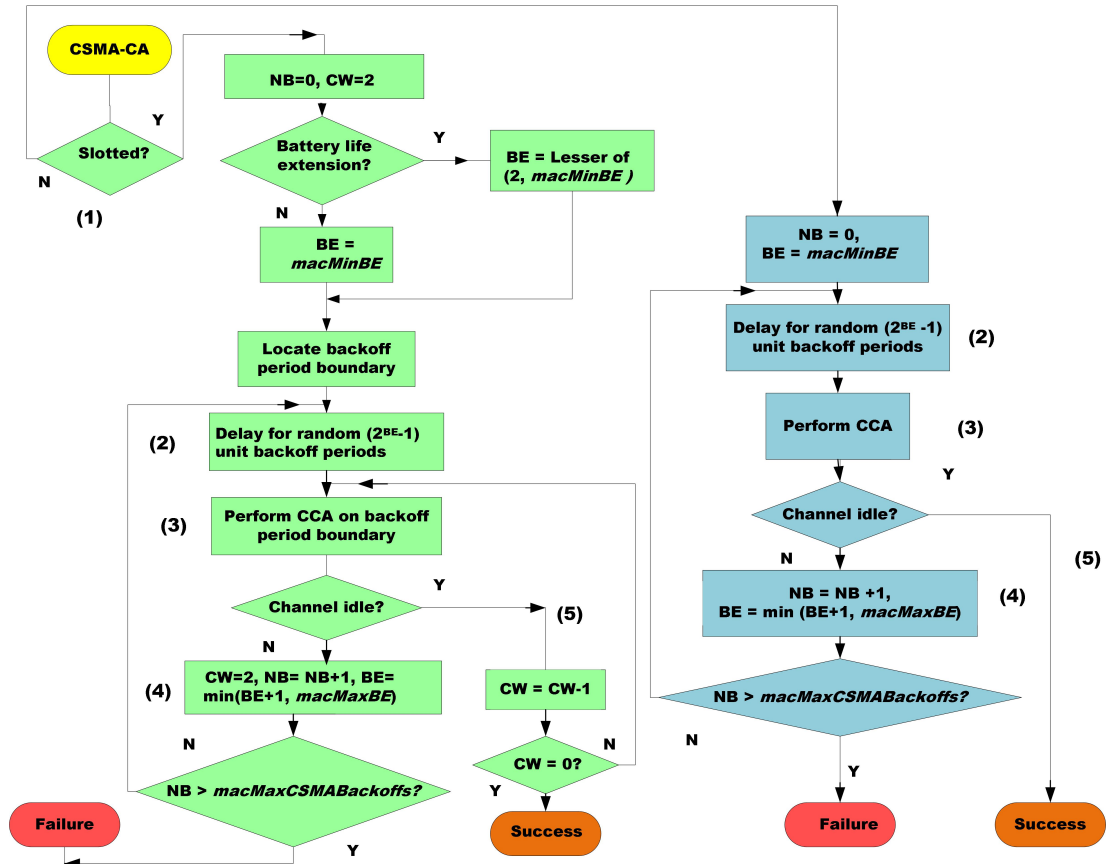 CSMA-CA
Y
Slotted?
N
(1)
NB=0, CW=2
Battery life
extension?
Y
N
BE = Lesser of
(2, macMinBE )
BE =
macMinBE
Locate backoff
period boundary
(2)
Delay for random (2BE-1)
unit backoff periods
(3)
Perform CCA on backoff
period boundary
Channel idle?
Y
(5)
N
(4)
CW=2, NB= NB+1, BE=
min(BE+1, macMaxBE)
N
NB > macMaxCSMABackoffs?
Y
Failure
CW = CW-1
CW = 0?
N
Y
Success
NB = 0,
BE = macMinBE
Delay for random (2BE -1)
unit backoff periods
(2)
Perform CCA
(3)
Y
Channel idle?
N
(5)
NB = NB +1,
BE = min (BE+1, macMaxBE)
(4)
NB > macMaxCSMABackoffs?
N
Y
Failure
Success